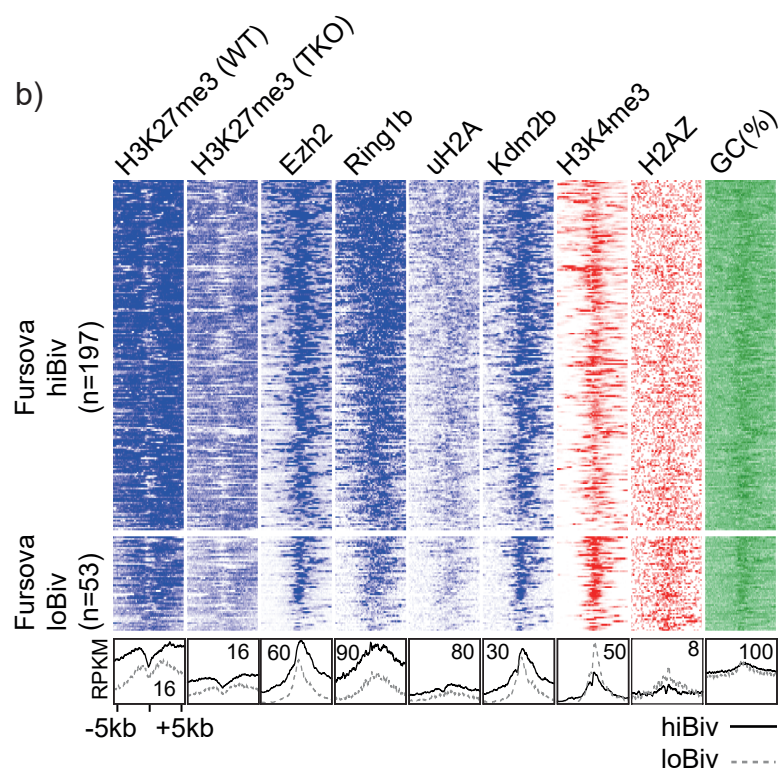 b)
H3K27me3 (WT)
H3K27me3 (TKO)
Ezh2
Ring1b
uH2A
Kdm2b
H3K4me3
H2AZ
GC(%)
Fursova
hiBiv
(n=197)
Fursova
loBiv
(n=53)
RPKM
16
16
60
90
80
30
50
8
100
-5kb
+5kb
hiBiv
loBiv